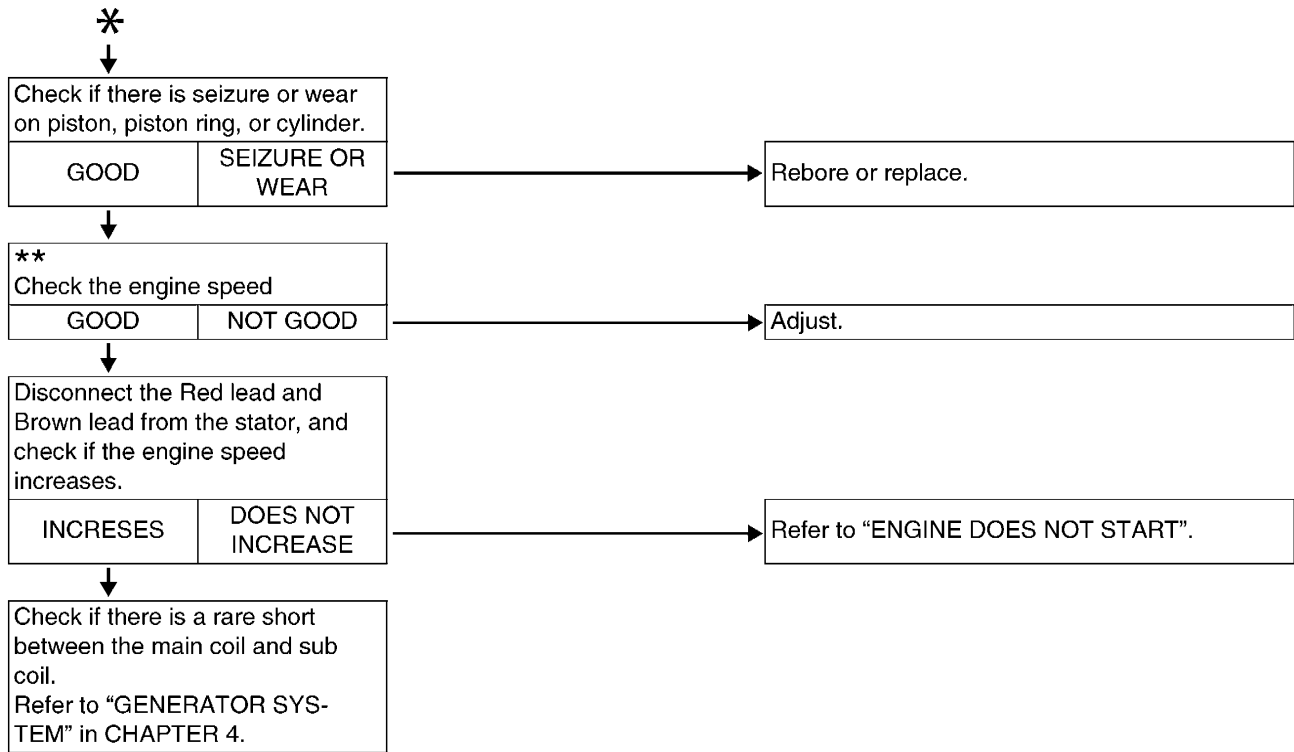 *
Check if there is seizure or wear
on piston, piston ring, or cylinder.
GOOD
SEIZURE OR
WEAR
Rebore or replace.
**
Check the engine speed
GOOD
NOT GOOD
Adjust.
Disconnect the Red lead and
Brown lead from the stator, and
check if the engine speed
increases.
INCRESES
DOES NOT
INCREASE
Refer to “ENGINE DOES NOT START”.
Check if there is a rare short
between the main coil and sub
coil.
Refer to “GENERATOR SYS-
TEM” in CHAPTER 4.